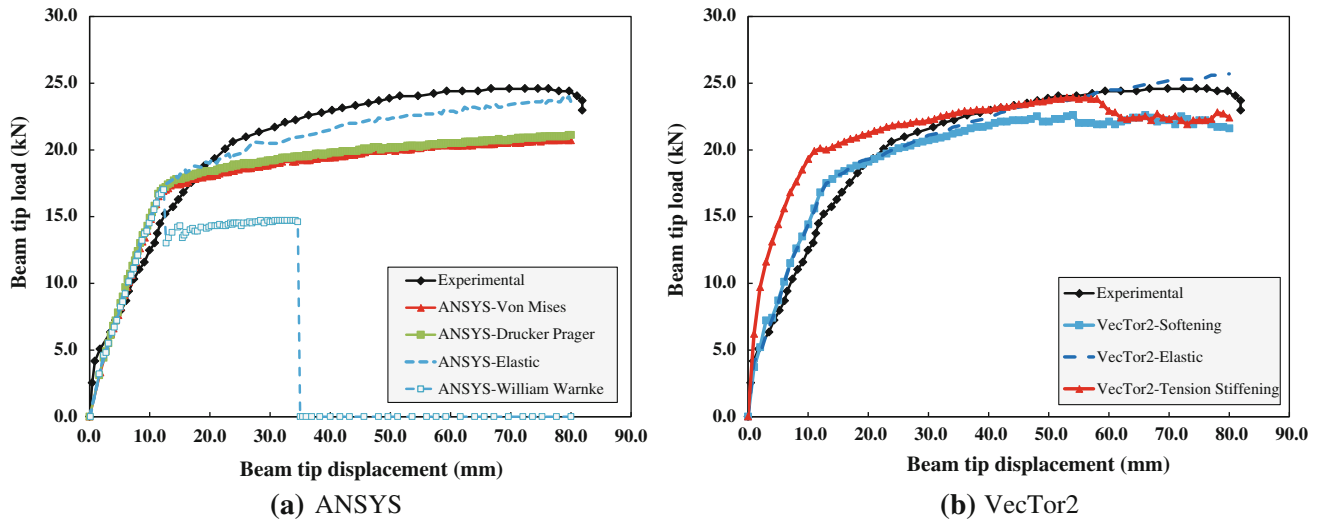 30.0
25.0
20.0
15.0
10.0
5.0
0.0
Beam tip load (kN)
Experimental
ANSYS-Von Mises
ANSYS-Drucker Prager
ANSYS-Elastic
ANSYS-William Warnke
0.0 10.0 20.0 30.0 40.0 50.0 60.0 70.0 80.0 90.0
Beam tip displacement (mm)
(a) ANSYS
30.0
25.0
20.0
15.0
10.0
5.0
0.0
Beam tip load (kN)
Experimental
VecTor2-Softening
VecTor2-Elastic
VecTor2-Tension Stiffening
0.0 10.0 20.0 30.0 40.0 50.0 60.0 70.0 80.0 90.0
Beam tip displacement (mm)
(b) VecTor2